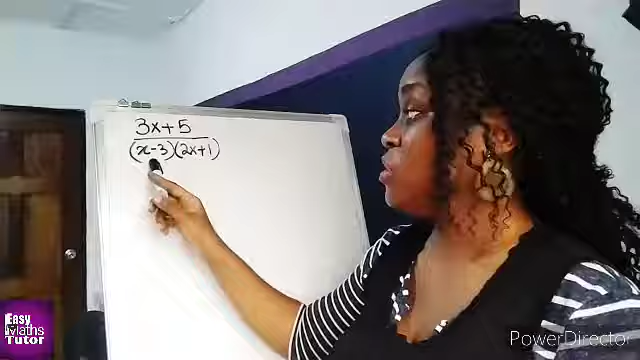 3x+5
(x-3)(2x+1)
Easy
Maths
Tutor
PowerDirector